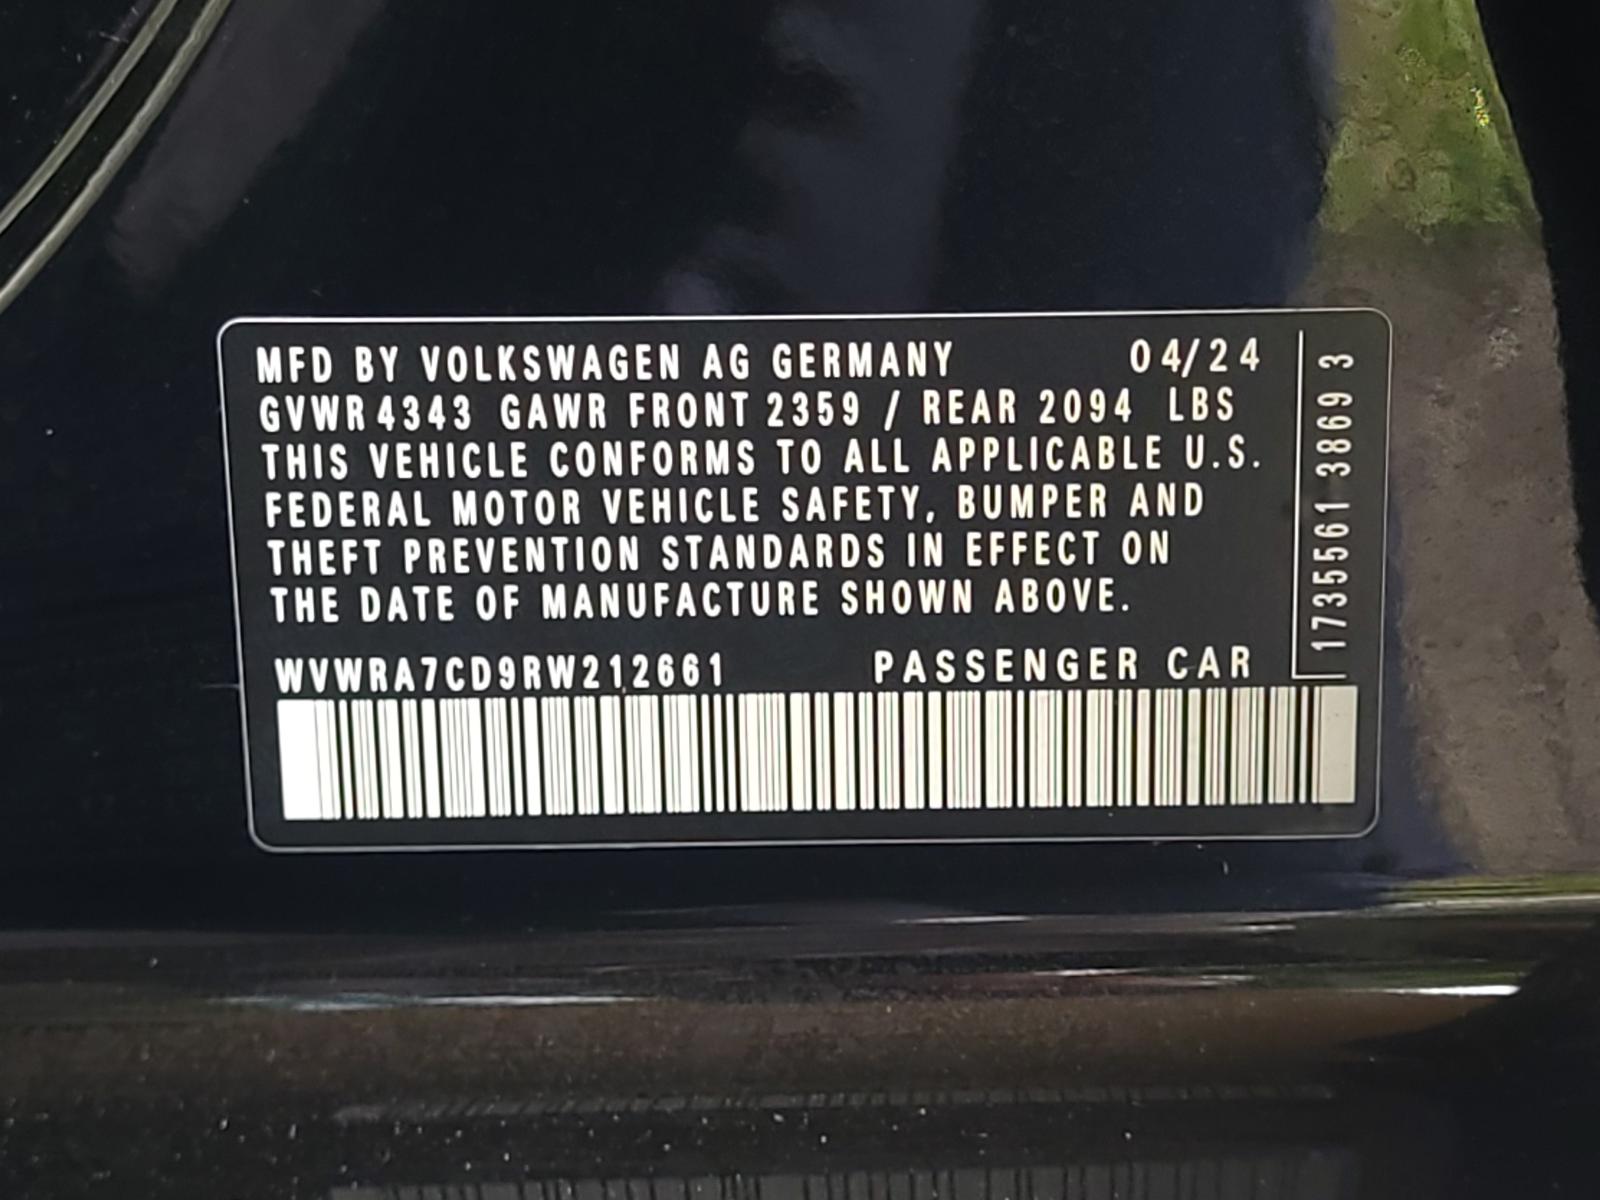 MFD BY VOLKSWAGEN AG GERMANY 04/24
GVWR 4343 GAWR FRONT 2359 / REAR 2094 LBS
THIS VEHICLE CONFORMS TO ALL APPLICABLE U.S.
FEDERAL MOTOR VEHICLE SAFETY, BUMPER AND
THEFT PREVENTION STANDARDS IN EFFECT ON
THE DATE OF MANUFACTURE SHOWN ABOVE.
WVWRA7CD9RW212661 PASSENGER CAR
1735561 3869 3